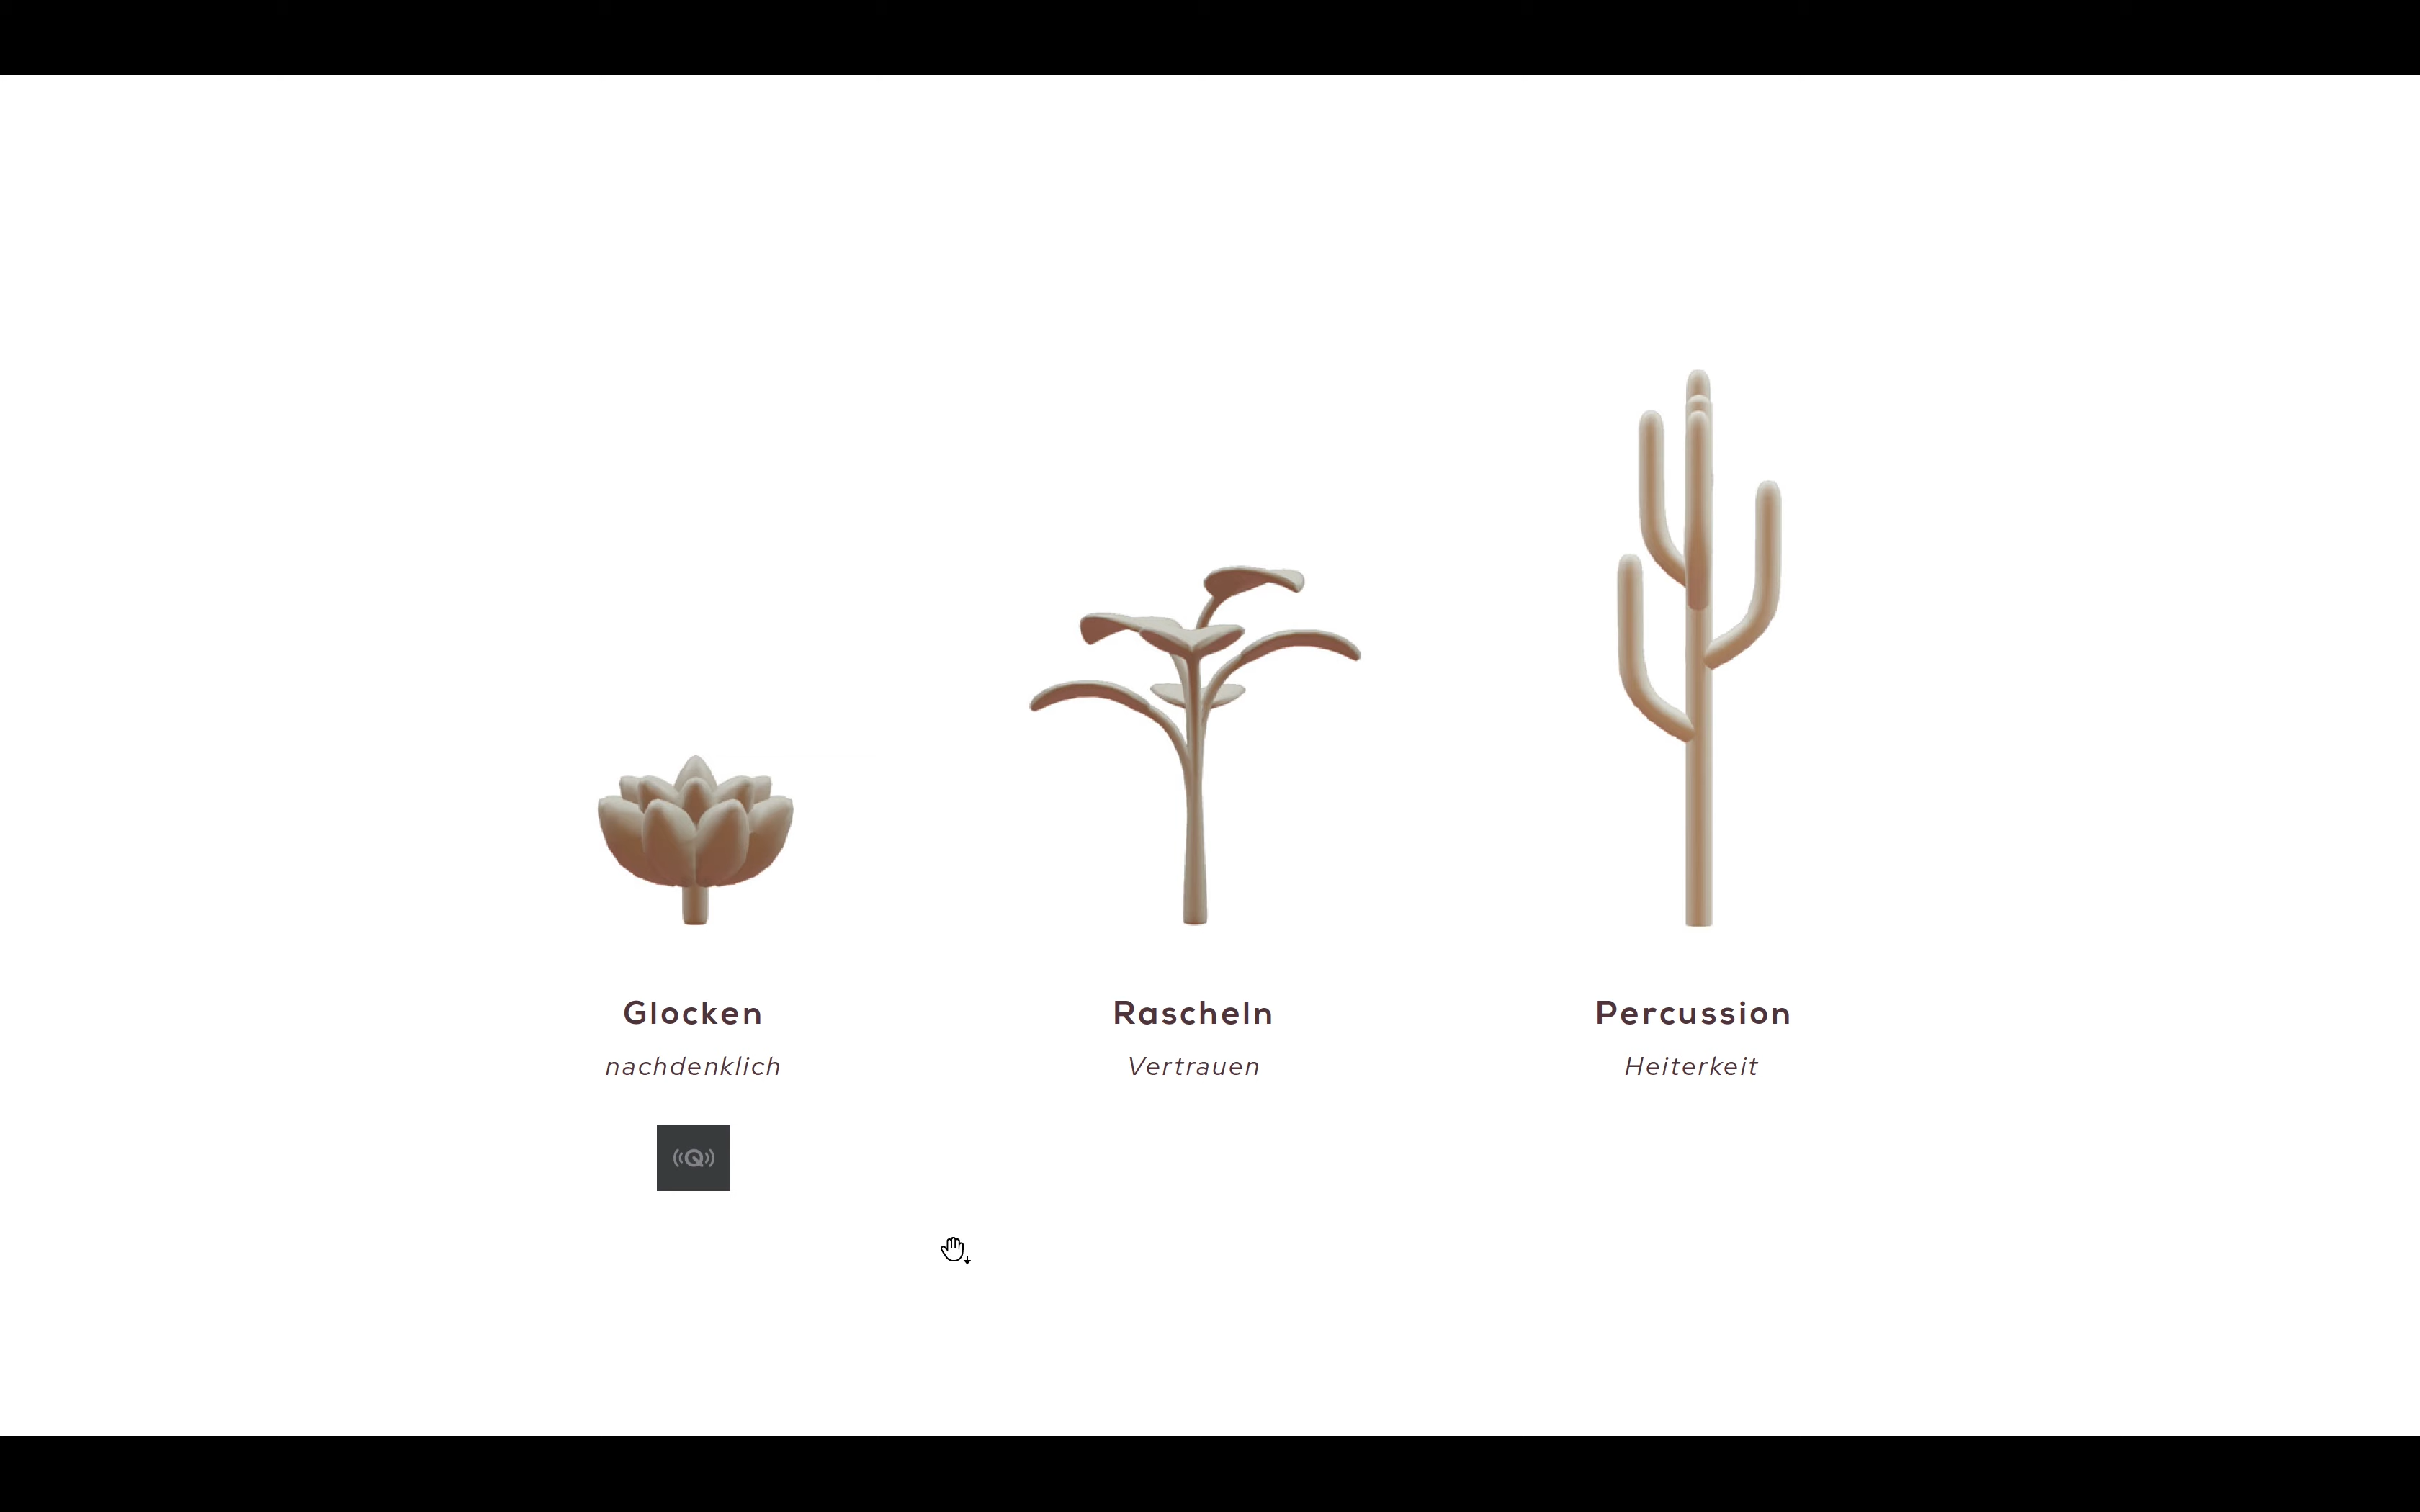 Glocken
nachdenklich
Rascheln
Vertrauen
Percussion
Heiterkeit